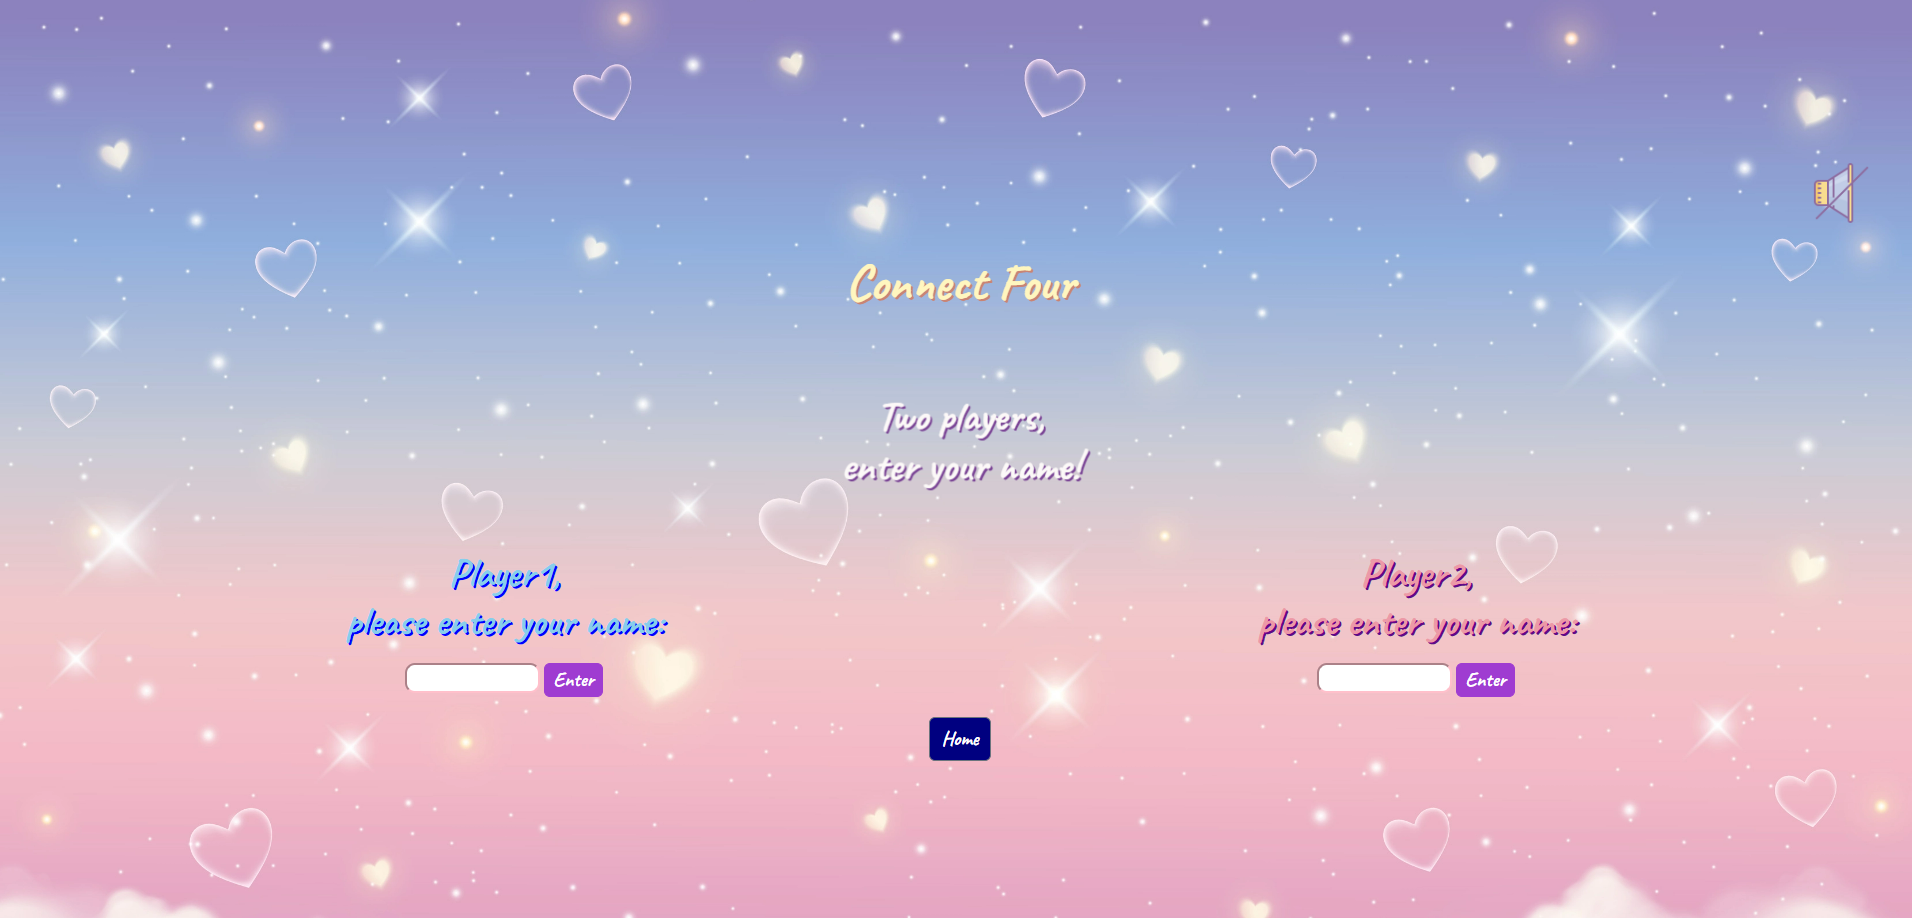 Connect Four
Two players,
enter your name!
Player1,
please enter your name:
Enter
Player2,
please enter your name:
Enter
Home